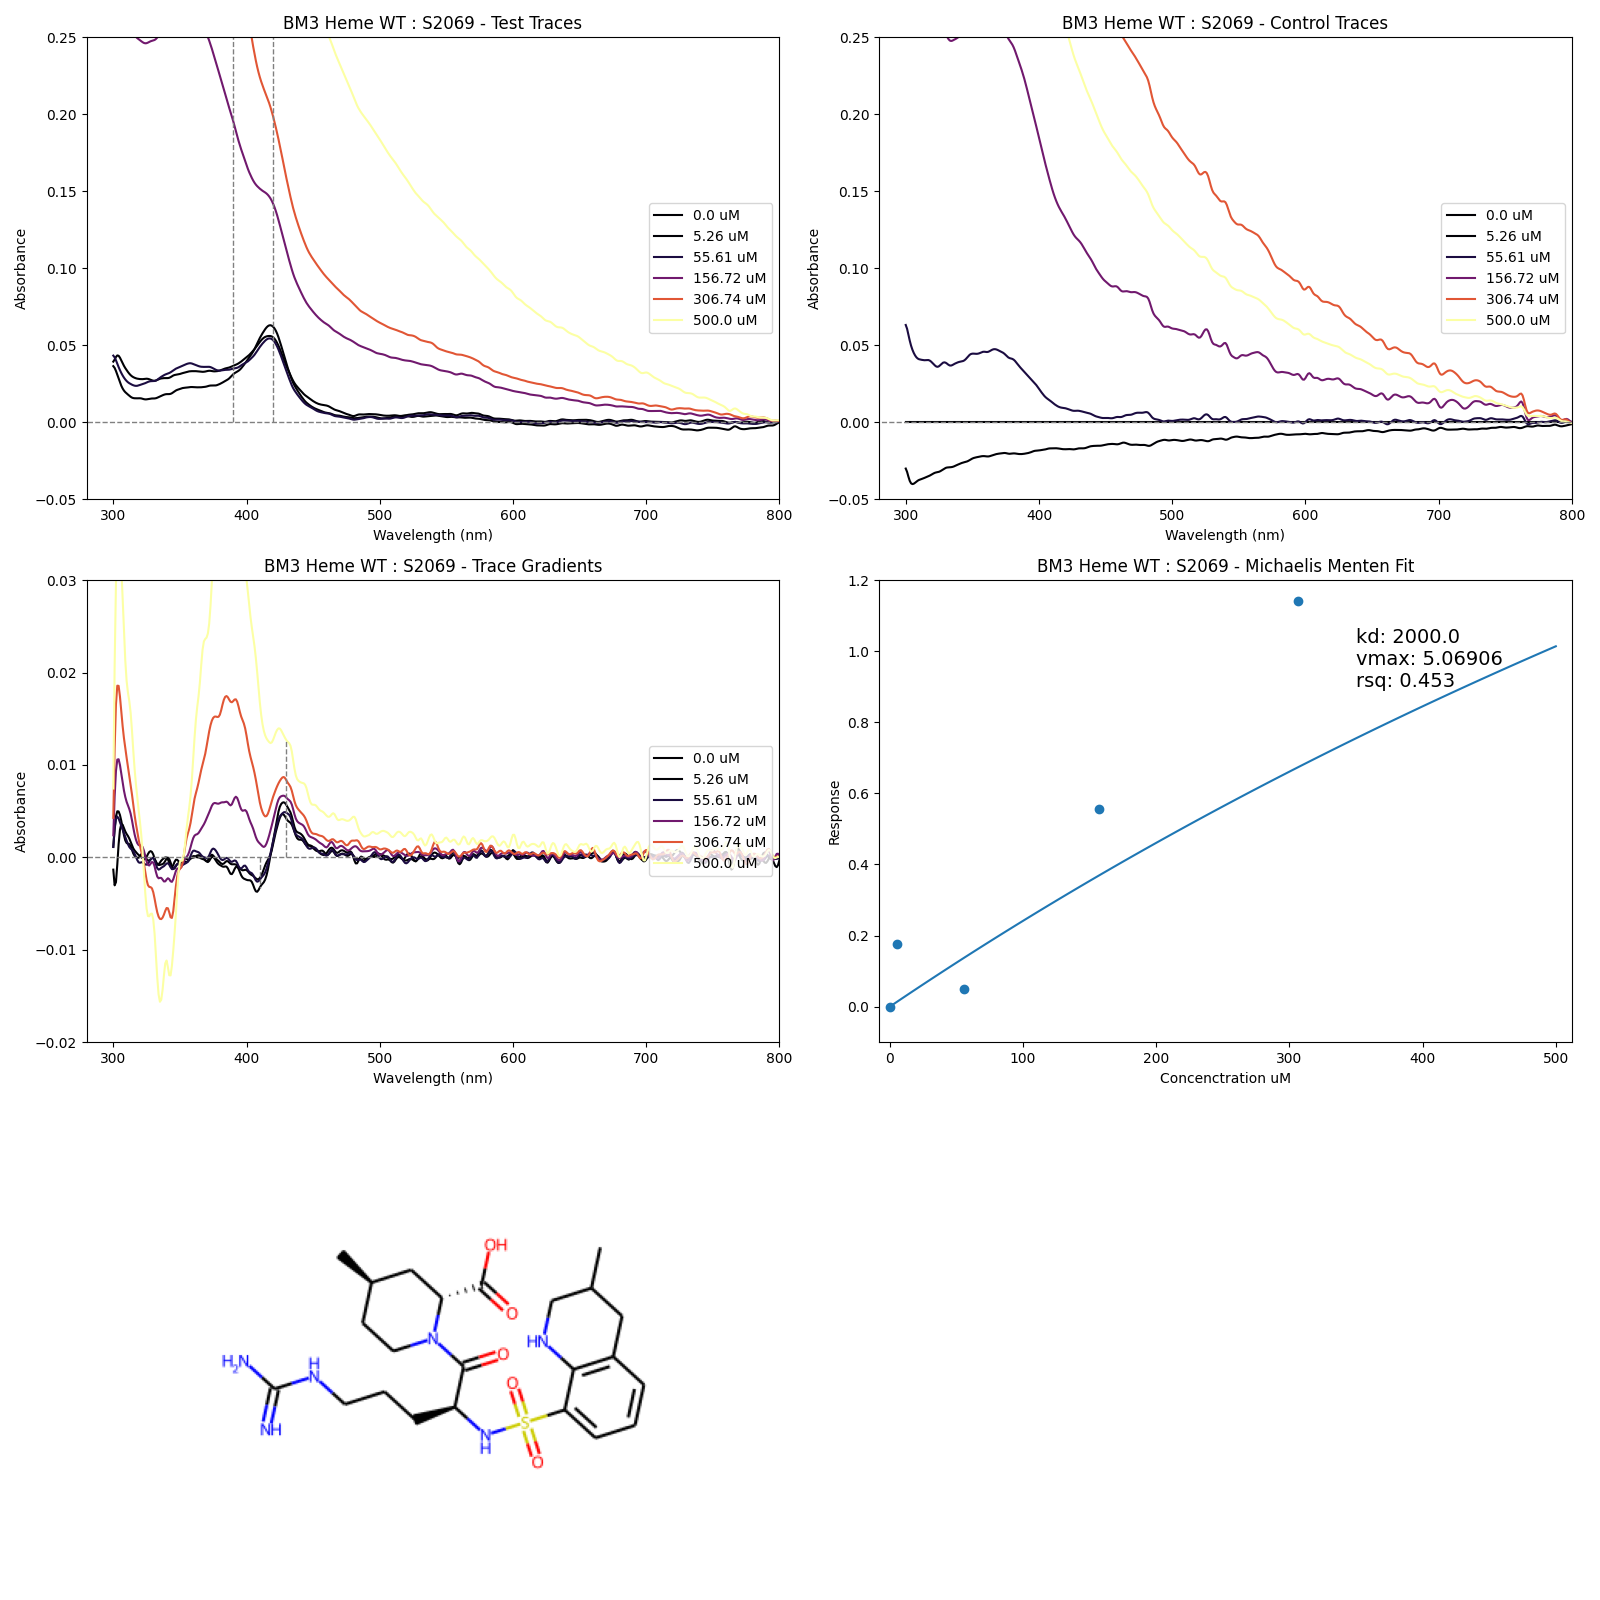 BM3 Heme WT : S2069 - Test Traces
0.25
0.20
0.15
0.10
0.05
0.00
−0.05
Absorbance
0.0 uM
5.26 uM
55.61 uM
156.72 uM
306.74 uM
500.0 uM
300 400 500 600 700 800
Wavelength (nm)
BM3 Heme WT : S2069 - Control Traces
0.25
0.20
0.15
0.10
0.05
0.00
−0.05
Absorbance
0.0 uM
5.26 uM
55.61 uM
156.72 uM
306.74 uM
500.0 uM
300 400 500 600 700 800
Wavelength (nm)
BM3 Heme WT : S2069 - Trace Gradients
0.03
0.02
0.01
0.00
−0.01
−0.02
Absorbance
0.0 uM
5.26 uM
55.61 uM
156.72 uM
306.74 uM
500.0 uM
300 400 500 600 700 800
Wavelength (nm)
BM3 Heme WT : S2069 - Michaelis Menten Fit
1.2
1.0
0.8
0.6
0.4
0.2
0.0
Response
kd: 2000.0
vmax: 5.06906
rsq: 0.453
0 100 200 300 400 500
Concenctration uM
OH
O
HN
N
O
H2N
H
N
NH
O
S
N
H
O